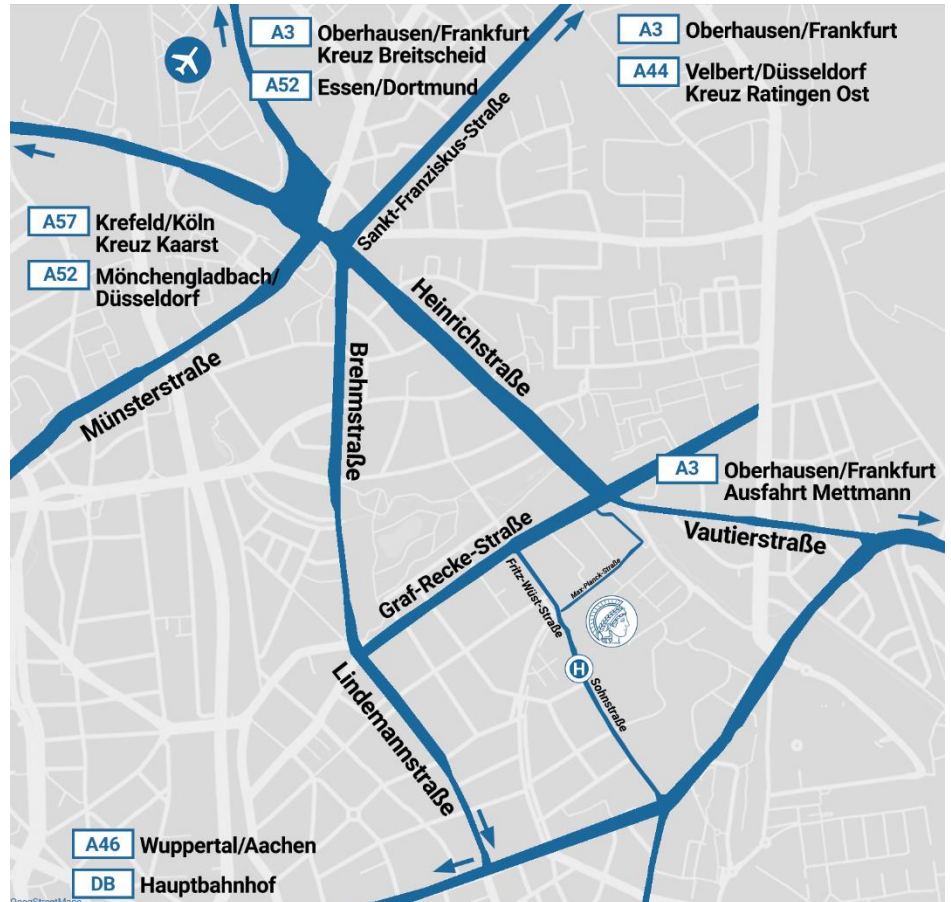 A3 Oberhausen/Frankfurt
Kreuz Breitscheid
A52 Essen/Dortmund
A3 Oberhausen/Frankfurt
A44 Velbert/Düsseldorf
Kreuz Ratingen Ost
Sankt-Franziskus-Straße
A57 Krefeld/Köln
Kreuz Kaarst
A52 Mönchengladbach/
Düsseldorf
Heinrichstraße
Münsterstraße
Brehmstraße
A3 Oberhausen/Frankfurt
Ausfahrt Mettmann
Vautierstraße
Graf-Recke-Straße
Fritz-Wüst-Straße
Max-Planck-Straße
H
Sohnstraße
Lindemannstraße
A46 Wuppertal/Aachen
DB Hauptbahnhof
OpenStreetMaps